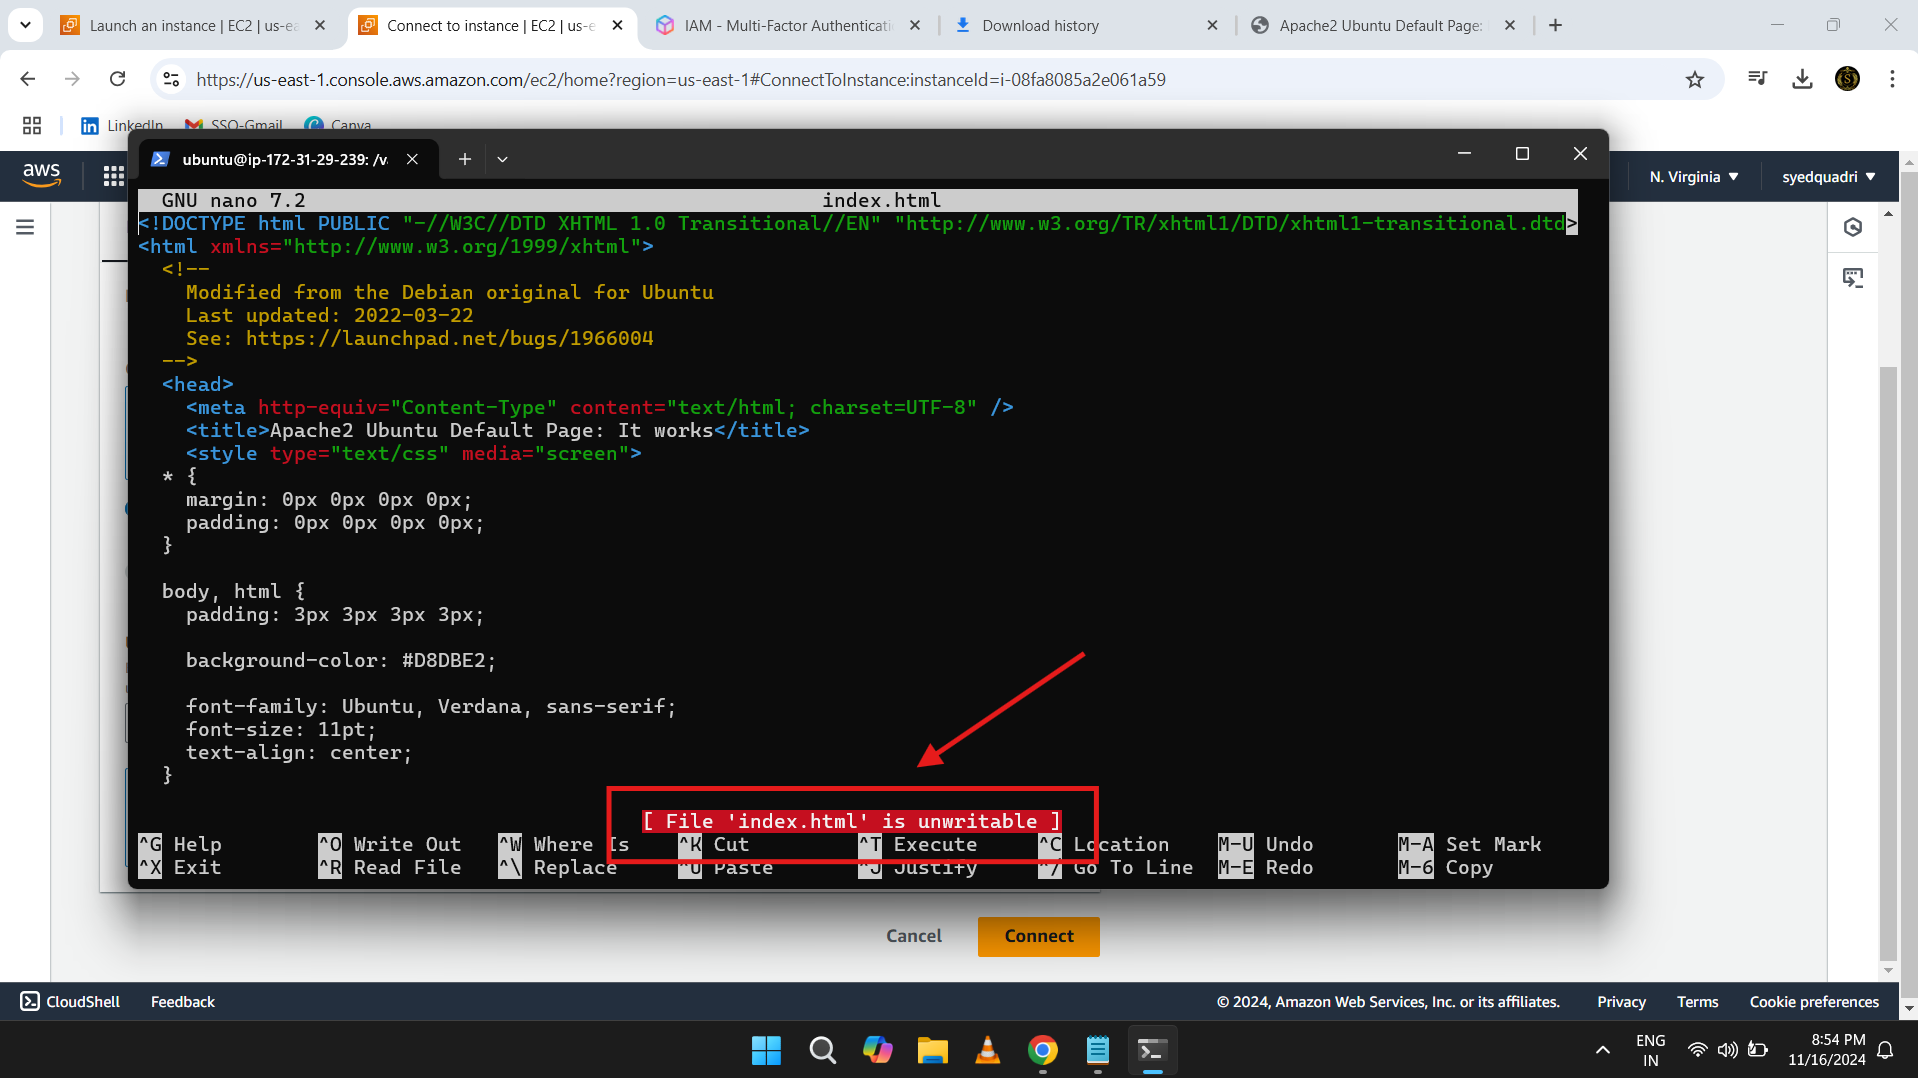 Launch an instance | EC2 | us-ea
Connect to instance | EC2 | us-e
IAM - Multi-Factor Authenticati
Download history
Apache2 Ubuntu Default Page:
https://us-east-1.console.aws.amazon.com/ec2/home?region=us-east-1#ConnectToInstance:instanceId=i-08fa8085a2e061a59
LinkedIn
SSQ-Gmail
Canva
aws
N. Virginia
syedquadri
ubuntu@ip-172-31-29-239: /v
GNU nano 7.2 index.html
<!DOCTYPE html PUBLIC "-//W3C//DTD XHTML 1.0 Transitional//EN" "http://www.w3.org/TR/xhtml1/DTD/xhtml1-transitional.dtd>
<html xmlns="http://www.w3.org/1999/xhtml">
<!--
Modified from the Debian original for Ubuntu
Last updated: 2022-03-22
See: https://launchpad.net/bugs/1966004
-->
<head>
<meta http-equiv="Content-Type" content="text/html; charset=UTF-8" />
<title>Apache2 Ubuntu Default Page: It works</title>
<style type="text/css" media="screen">
* {
margin: 0px 0px 0px 0px;
padding: 0px 0px 0px 0px;
}
body, html {
padding: 3px 3px 3px 3px;
background-color: #D8DBE2;
font-family: Ubuntu, Verdana, sans-serif;
font-size: 11pt;
text-align: center;
}
[ File 'index.html' is unwritable ]
^G Help ^O Write Out ^W Where Is ^K Cut ^T Execute ^C Location M-U Undo M-A Set Mark
^X Exit ^R Read File ^\ Replace ^U Paste ^J Justify ^/ Go To Line M-E Redo M-6 Copy
Cancel
Connect
CloudShell
Feedback
© 2024, Amazon Web Services, Inc. or its affiliates.
Privacy
Terms
Cookie preferences
ENG
IN
8:54 PM
11/16/2024